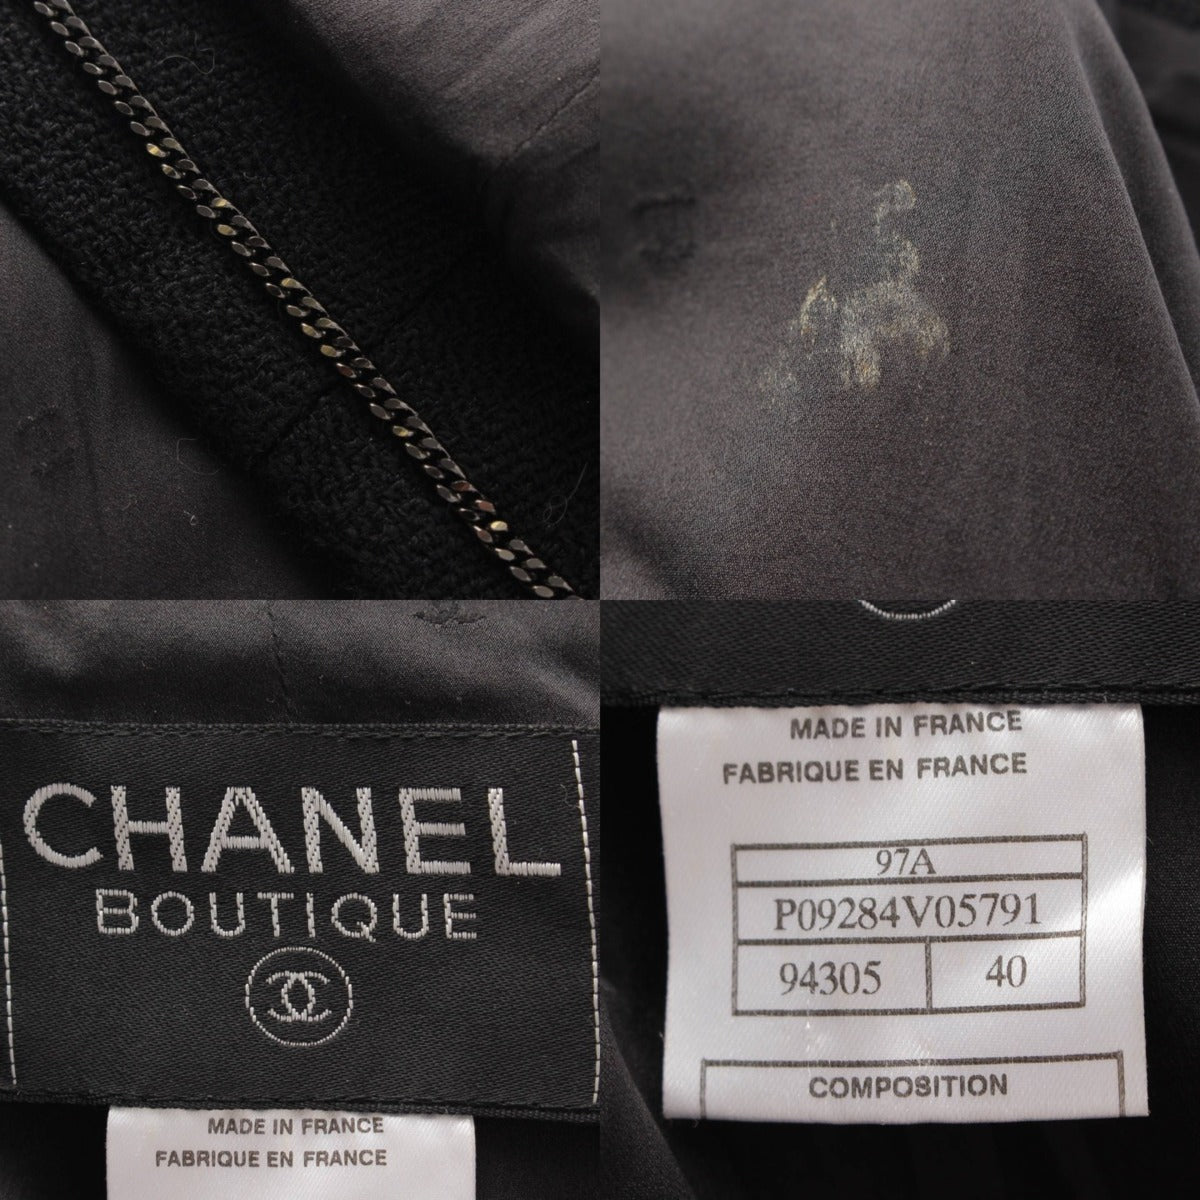 CHANEL
BOUTIQUE
MADE IN FRANCE
FABRIQUE EN FRANCE
MADE IN FRANCE
FABRIQUE EN FRANCE
97A
P09284V05791
94305 40
COMPOSITION